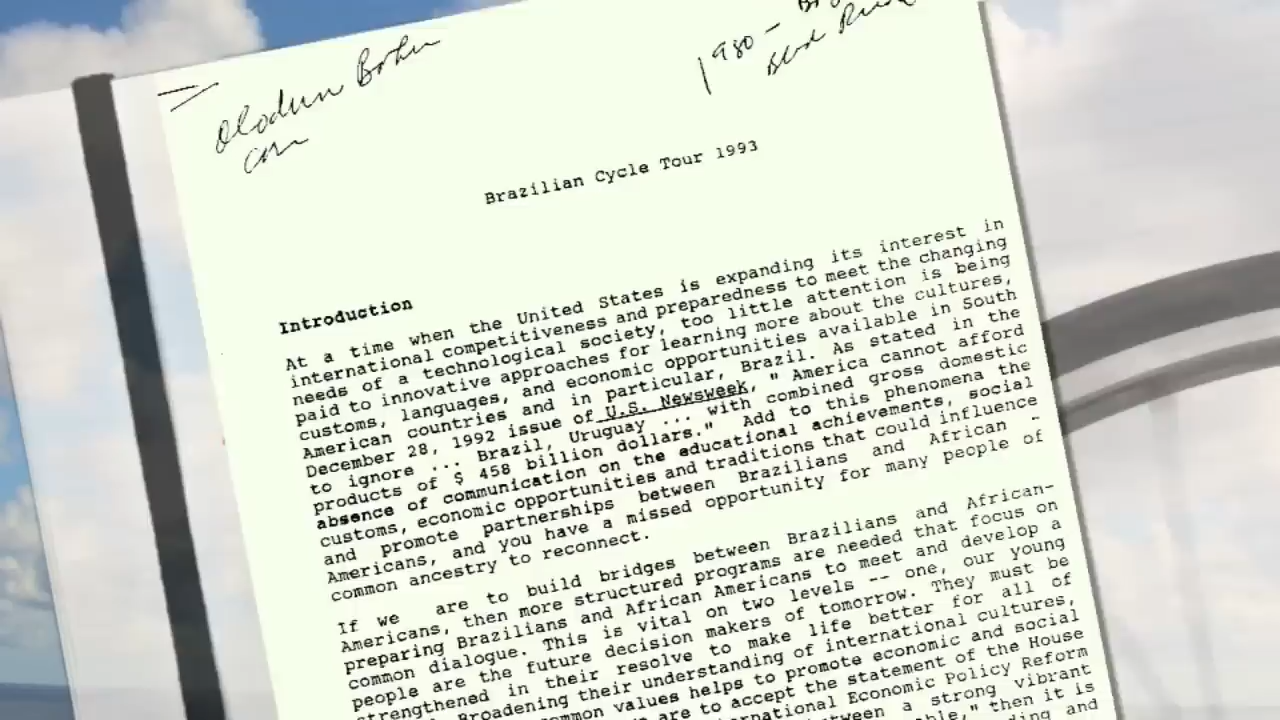 Olodum
1980 -
Brazilian Cycle Tour 1993
Introduction
At a time when the United States is expanding its interest in
international competitiveness and preparedness to meet the changing
needs of a technological society, too little attention is being
paid to innovative approaches for learning more about the cultures,
customs, languages, and economic opportunities available in South
American countries and in particular, Brazil. As stated in the
December 28, 1992 issue of U.S. Newsweek, " America cannot afford
to ignore ... Brazil, Uruguay ... with combined gross domestic
products of $ 458 billion dollars." Add to this phenomena the
absence of communication on the educational achievements, social
customs, economic opportunities and traditions that could influence
and promote partnerships between Brazilians and African -
Americans, and you have a missed opportunity for many people of
common ancestry to reconnect.
If we are to build bridges between Brazilians and African-
Americans, then more structured programs are needed that focus on
preparing Brazilians and African Americans to meet and develop a
common dialogue. This is vital on two levels -- one, our young
people are the future decision makers of tomorrow. They must be
strengthened in their resolve to make life better for all of
Broadening their understanding of international cultures,
common values helps to promote economic and social
are to accept the statement of the House
International Economic Policy Reform
between a strong vibrant
then it is
and